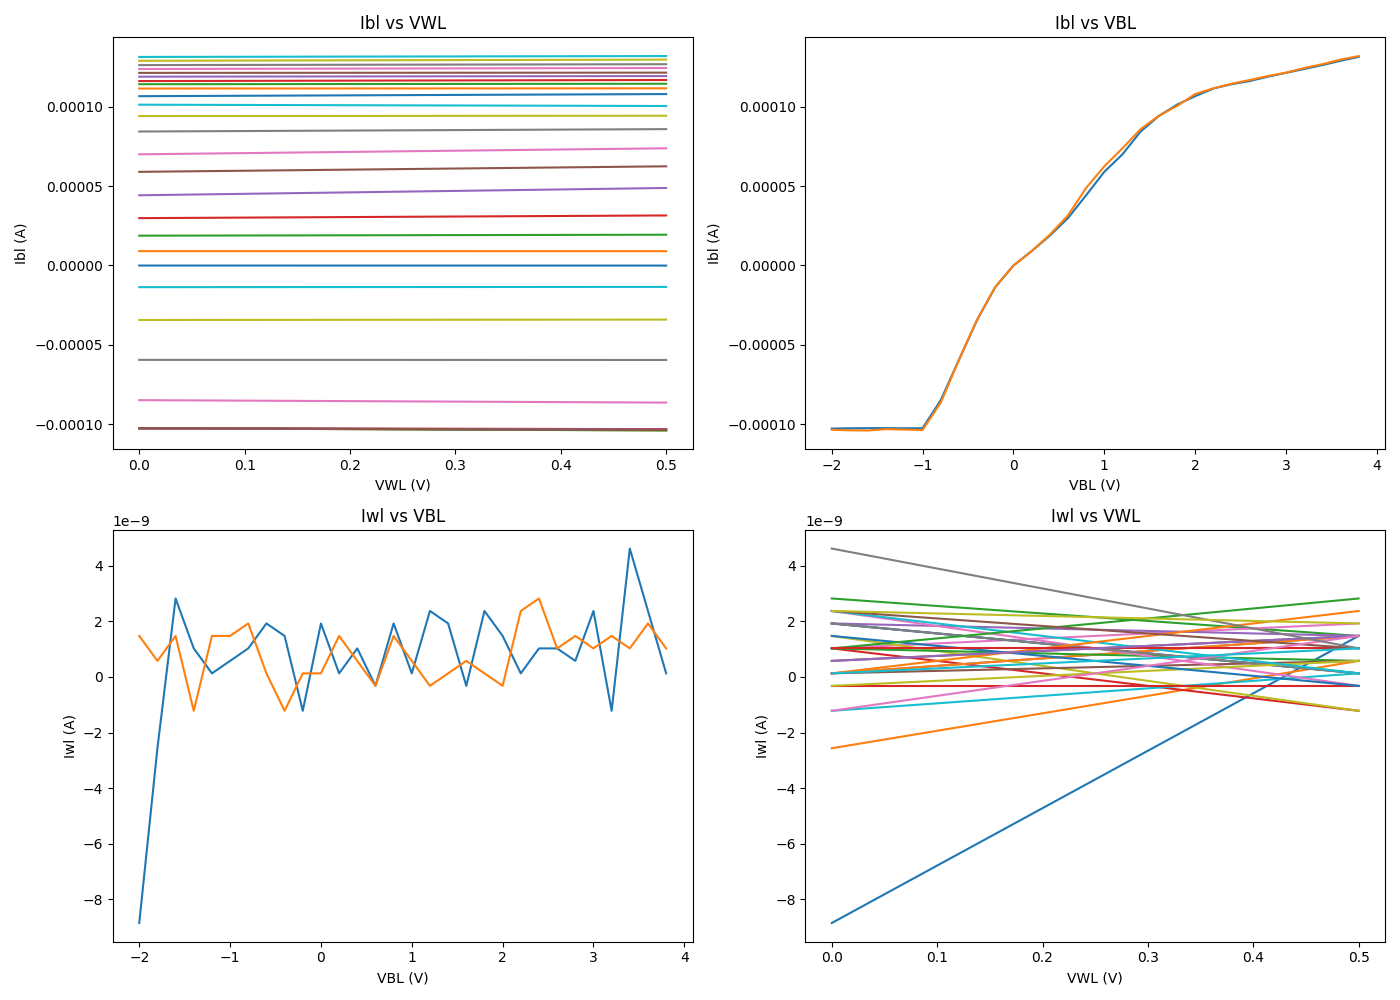 Ibl vs VWL
Ibl (A)
0.00010
0.00005
0.00000
−0.00005
−0.00010
0.0 0.1 0.2 0.3 0.4 0.5
VWL (V)
Ibl vs VBL
Ibl (A)
0.00010
0.00005
0.00000
−0.00005
−0.00010
−2 −1 0 1 2 3 4
VBL (V)
Iwl vs VBL
1e−9
Iwl (A)
4
2
0
−2
−4
−6
−8
−2 −1 0 1 2 3 4
VBL (V)
Iwl vs VWL
1e−9
Iwl (A)
4
2
0
−2
−4
−6
−8
0.0 0.1 0.2 0.3 0.4 0.5
VWL (V)